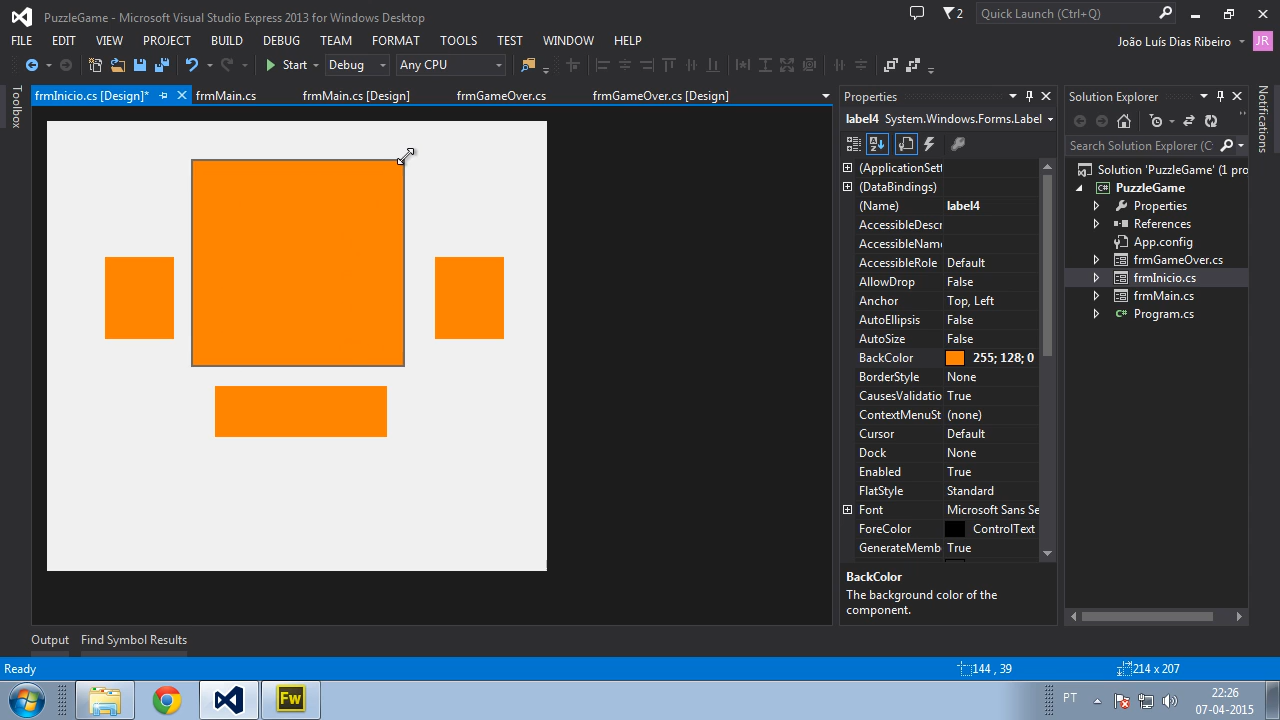 PuzzleGame - Microsoft Visual Studio Express 2013 for Windows Desktop
2
Quick Launch (Ctrl+Q)
FILE EDIT VIEW PROJECT BUILD DEBUG TEAM FORMAT TOOLS TEST WINDOW HELP
João Luís Dias Ribeiro
JR
Start
Debug
Any CPU
Toolbox
frmInicio.cs [Design]*
frmMain.cs
frmMain.cs [Design]
frmGameOver.cs
frmGameOver.cs [Design]
Properties
label4 System.Windows.Forms.Label
(ApplicationSett
(DataBindings)
(Name) label4
AccessibleDescr
AccessibleName
AccessibleRole Default
AllowDrop False
Anchor Top, Left
AutoEllipsis False
AutoSize False
BackColor 255; 128; 0
BorderStyle None
CausesValidatio True
ContextMenuSt (none)
Cursor Default
Dock None
Enabled True
FlatStyle Standard
Font Microsoft Sans Se
ForeColor ControlText
GenerateMemb True
BackColor
The background color of the
component.
Solution Explorer
Search Solution Explorer (C
Solution 'PuzzleGame' (1 pro
C# PuzzleGame
Properties
References
App.config
frmGameOver.cs
frmInicio.cs
frmMain.cs
C# Program.cs
Notifications
Output
Find Symbol Results
Ready
144 , 39
214 x 207
Fw
PT
22:26
07-04-2015